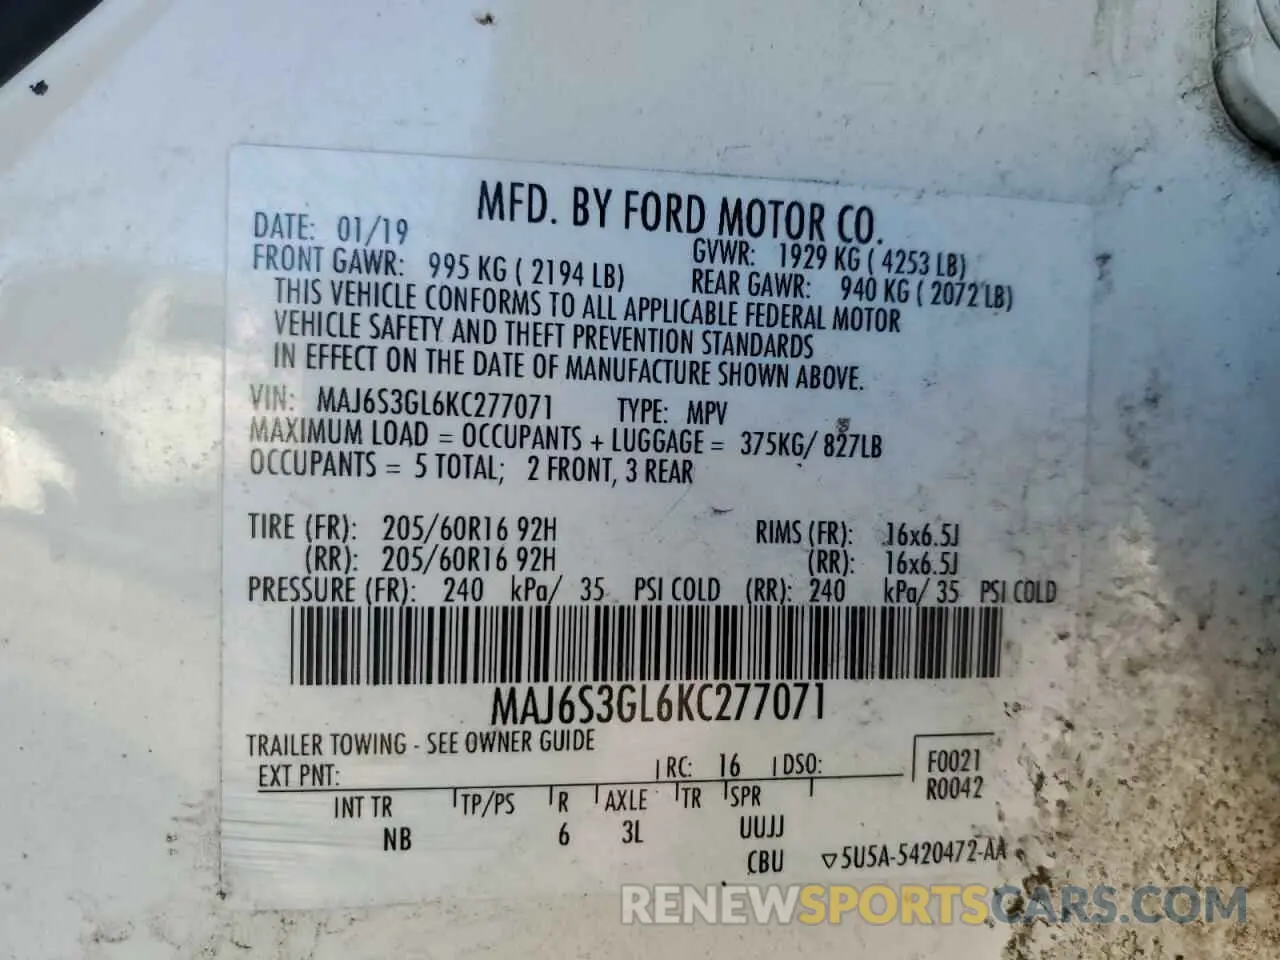 MFD. BY FORD MOTOR CO.
DATE: 01/19 GVWR: 1929 KG ( 4253 LB)
FRONT GAWR: 995 KG ( 2194 LB) REAR GAWR: 940 KG ( 2072 LB)
THIS VEHICLE CONFORMS TO ALL APPLICABLE FEDERAL MOTOR
VEHICLE SAFETY AND THEFT PREVENTION STANDARDS
IN EFFECT ON THE DATE OF MANUFACTURE SHOWN ABOVE.
VIN: MAJ6S3GL6KC277071 TYPE: MPV
MAXIMUM LOAD = OCCUPANTS + LUGGAGE = 375KG/ 827LB
OCCUPANTS = 5 TOTAL; 2 FRONT, 3 REAR
TIRE (FR): 205/60R16 92H RIMS (FR): 16x6.5J
(RR): 205/60R16 92H (RR): 16x6.5J
PRESSURE (FR): 240 kPa/ 35 PSI COLD (RR): 240 kPa/ 35 PSI COLD
MAJ6S3GL6KC277071
TRAILER TOWING - SEE OWNER GUIDE
EXT PNT: RC: 16 DSO: F0021
R0042
INT TR TP/PS R AXLE TR SPR
NB 6 3L UUJJ
CBU ▽5U5A-5420472-AA
RENEWSPORTSCARS.COM